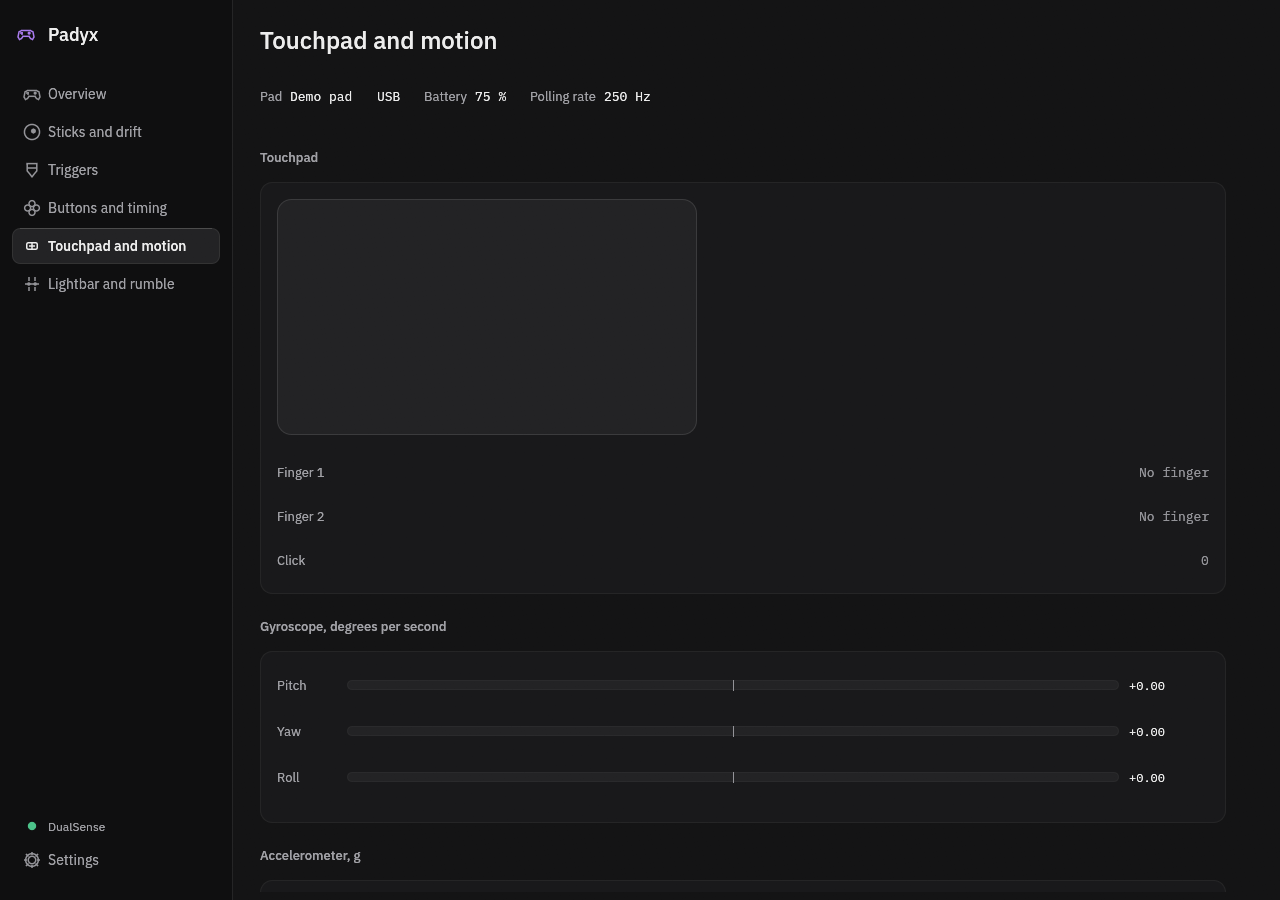 Padyx
Overview
Sticks and drift
Triggers
Buttons and timing
Touchpad and motion
Lightbar and rumble
DualSense
Settings
Touchpad and motion
Pad Demo pad USB Battery 75 % Polling rate 250 Hz
Touchpad
Finger 1 No finger
Finger 2 No finger
Click 0
Gyroscope, degrees per second
Pitch +0.00
Yaw +0.00
Roll +0.00
Accelerometer, g